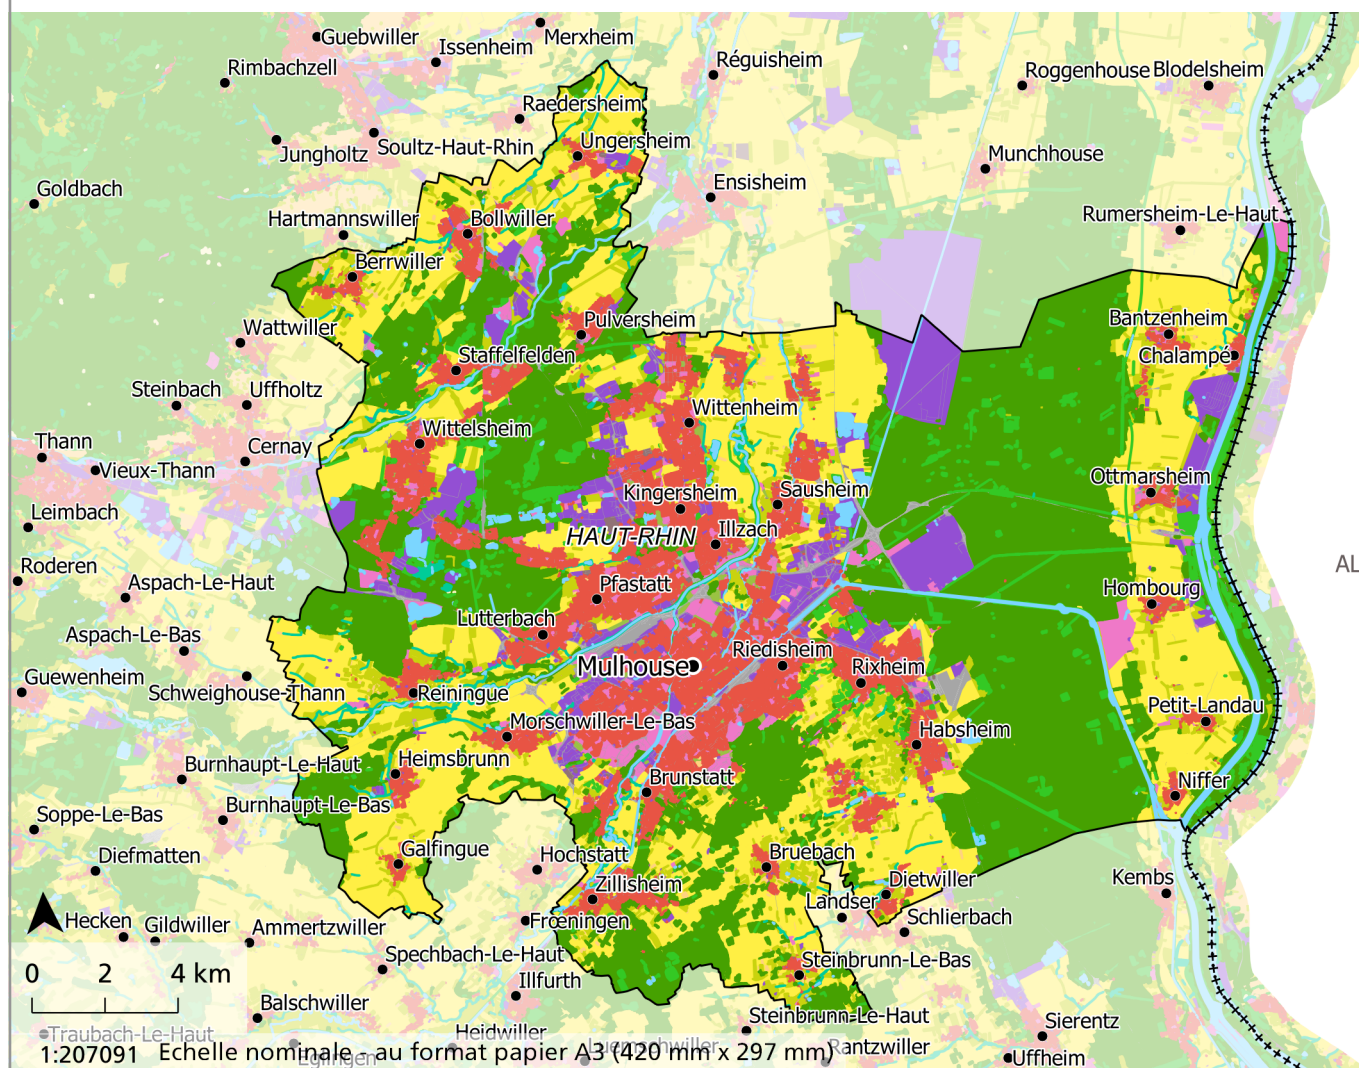 Guebwiller
Merxheim
Issenheim
Rimbachzell
Réguisheim
Roggenhouse
Blodelsheim
Raedersheim
Jungholtz
Soultz-Haut-Rhin
Ungersheim
Munchhouse
Goldbach
Ensisheim
Hartmannswiller
Bollwiller
Rumersheim-Le-Haut
Berrwiller
Wattwiller
Pulversheim
Bantzenheim
Staffelfelden
Chalampé
Steinbach
Uffholtz
Wittenheim
Thann
Cernay
Wittelsheim
Vieux-Thann
Ottmarsheim
Leimbach
Kingersheim
Sausheim
HAUT-RHIN
Illzach
Roderen
AL
Aspach-Le-Haut
Pfastatt
Hombourg
Aspach-Le-Bas
Lutterbach
Mulhouse
Riedisheim
Rixheim
Guewenheim
Schweighouse-Thann
Reiningue
Petit-Landau
Morschwiller-Le-Bas
Habsheim
Burnhaupt-Le-Haut
Heimsbrunn
Brunstatt
Niffer
Burnhaupt-Le-Bas
Soppe-Le-Bas
Diefmatten
Galfingue
Hochstatt
Bruebach
Zillisheim
Dietwiller
Kembs
Landser
Hecken
Gildwiller
Ammertzwiller
Frœningen
Schlierbach
Spechbach-Le-Haut
Steinbrunn-Le-Bas
0 2 4 km
Illfurth
Balschwiller
Steinbrunn-Le-Haut
Sierentz
Traubach-Le-Haut
Heidwiller
Rantzwiller
1:207091 Echelle nominale - au format papier A3 (420 mm x 297 mm)
Eglingen
Uffheim